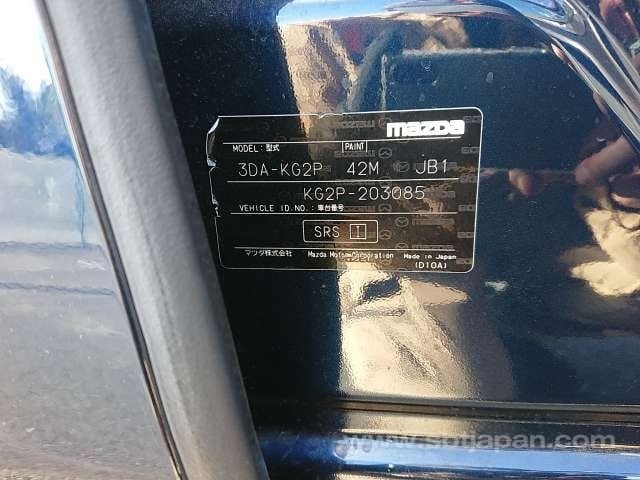 mazda
MODEL: 型式 PAINT
3DA-KG2P 42M JB1
KG2P-203085
VEHICLE ID.NO.: 車台番号
SRS I
マツダ株式会社 Mazda Motor Corporation Made in Japan
(D10A)
www.sbtjapan.com